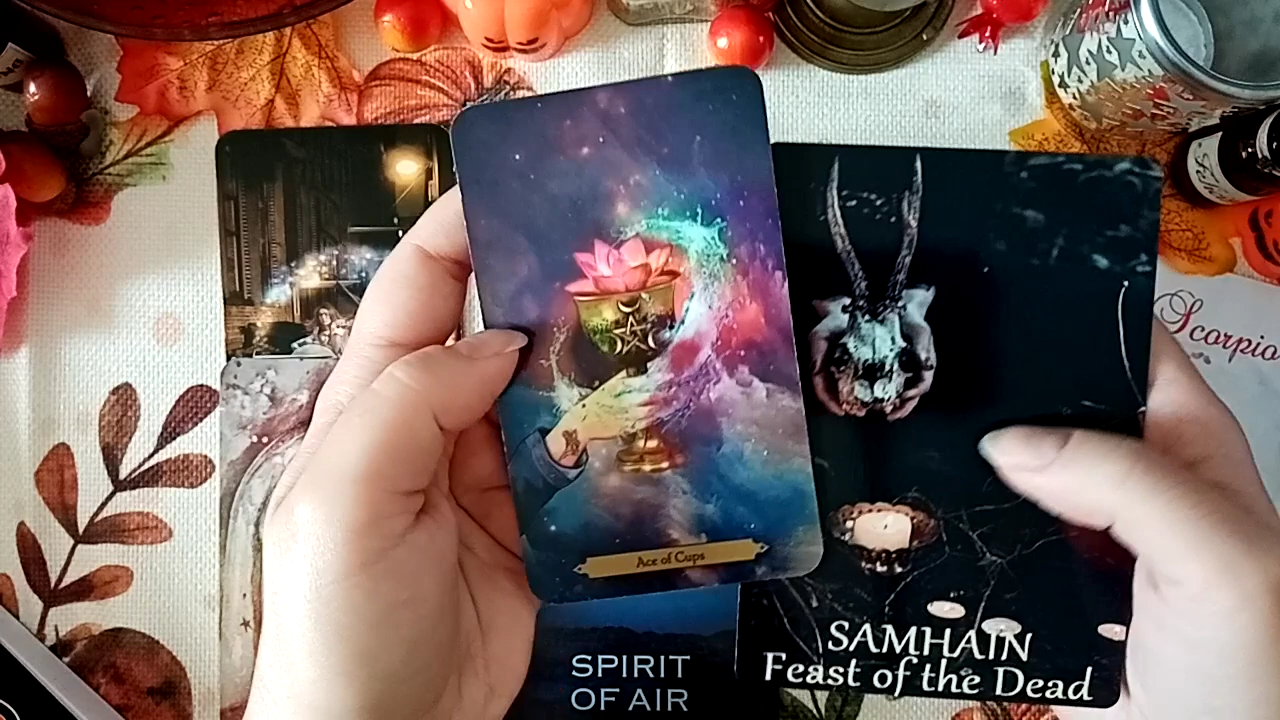 Ace of Cups
SPIRIT
OF AIR
SAMHAIN
Feast of the Dead
Scorpio